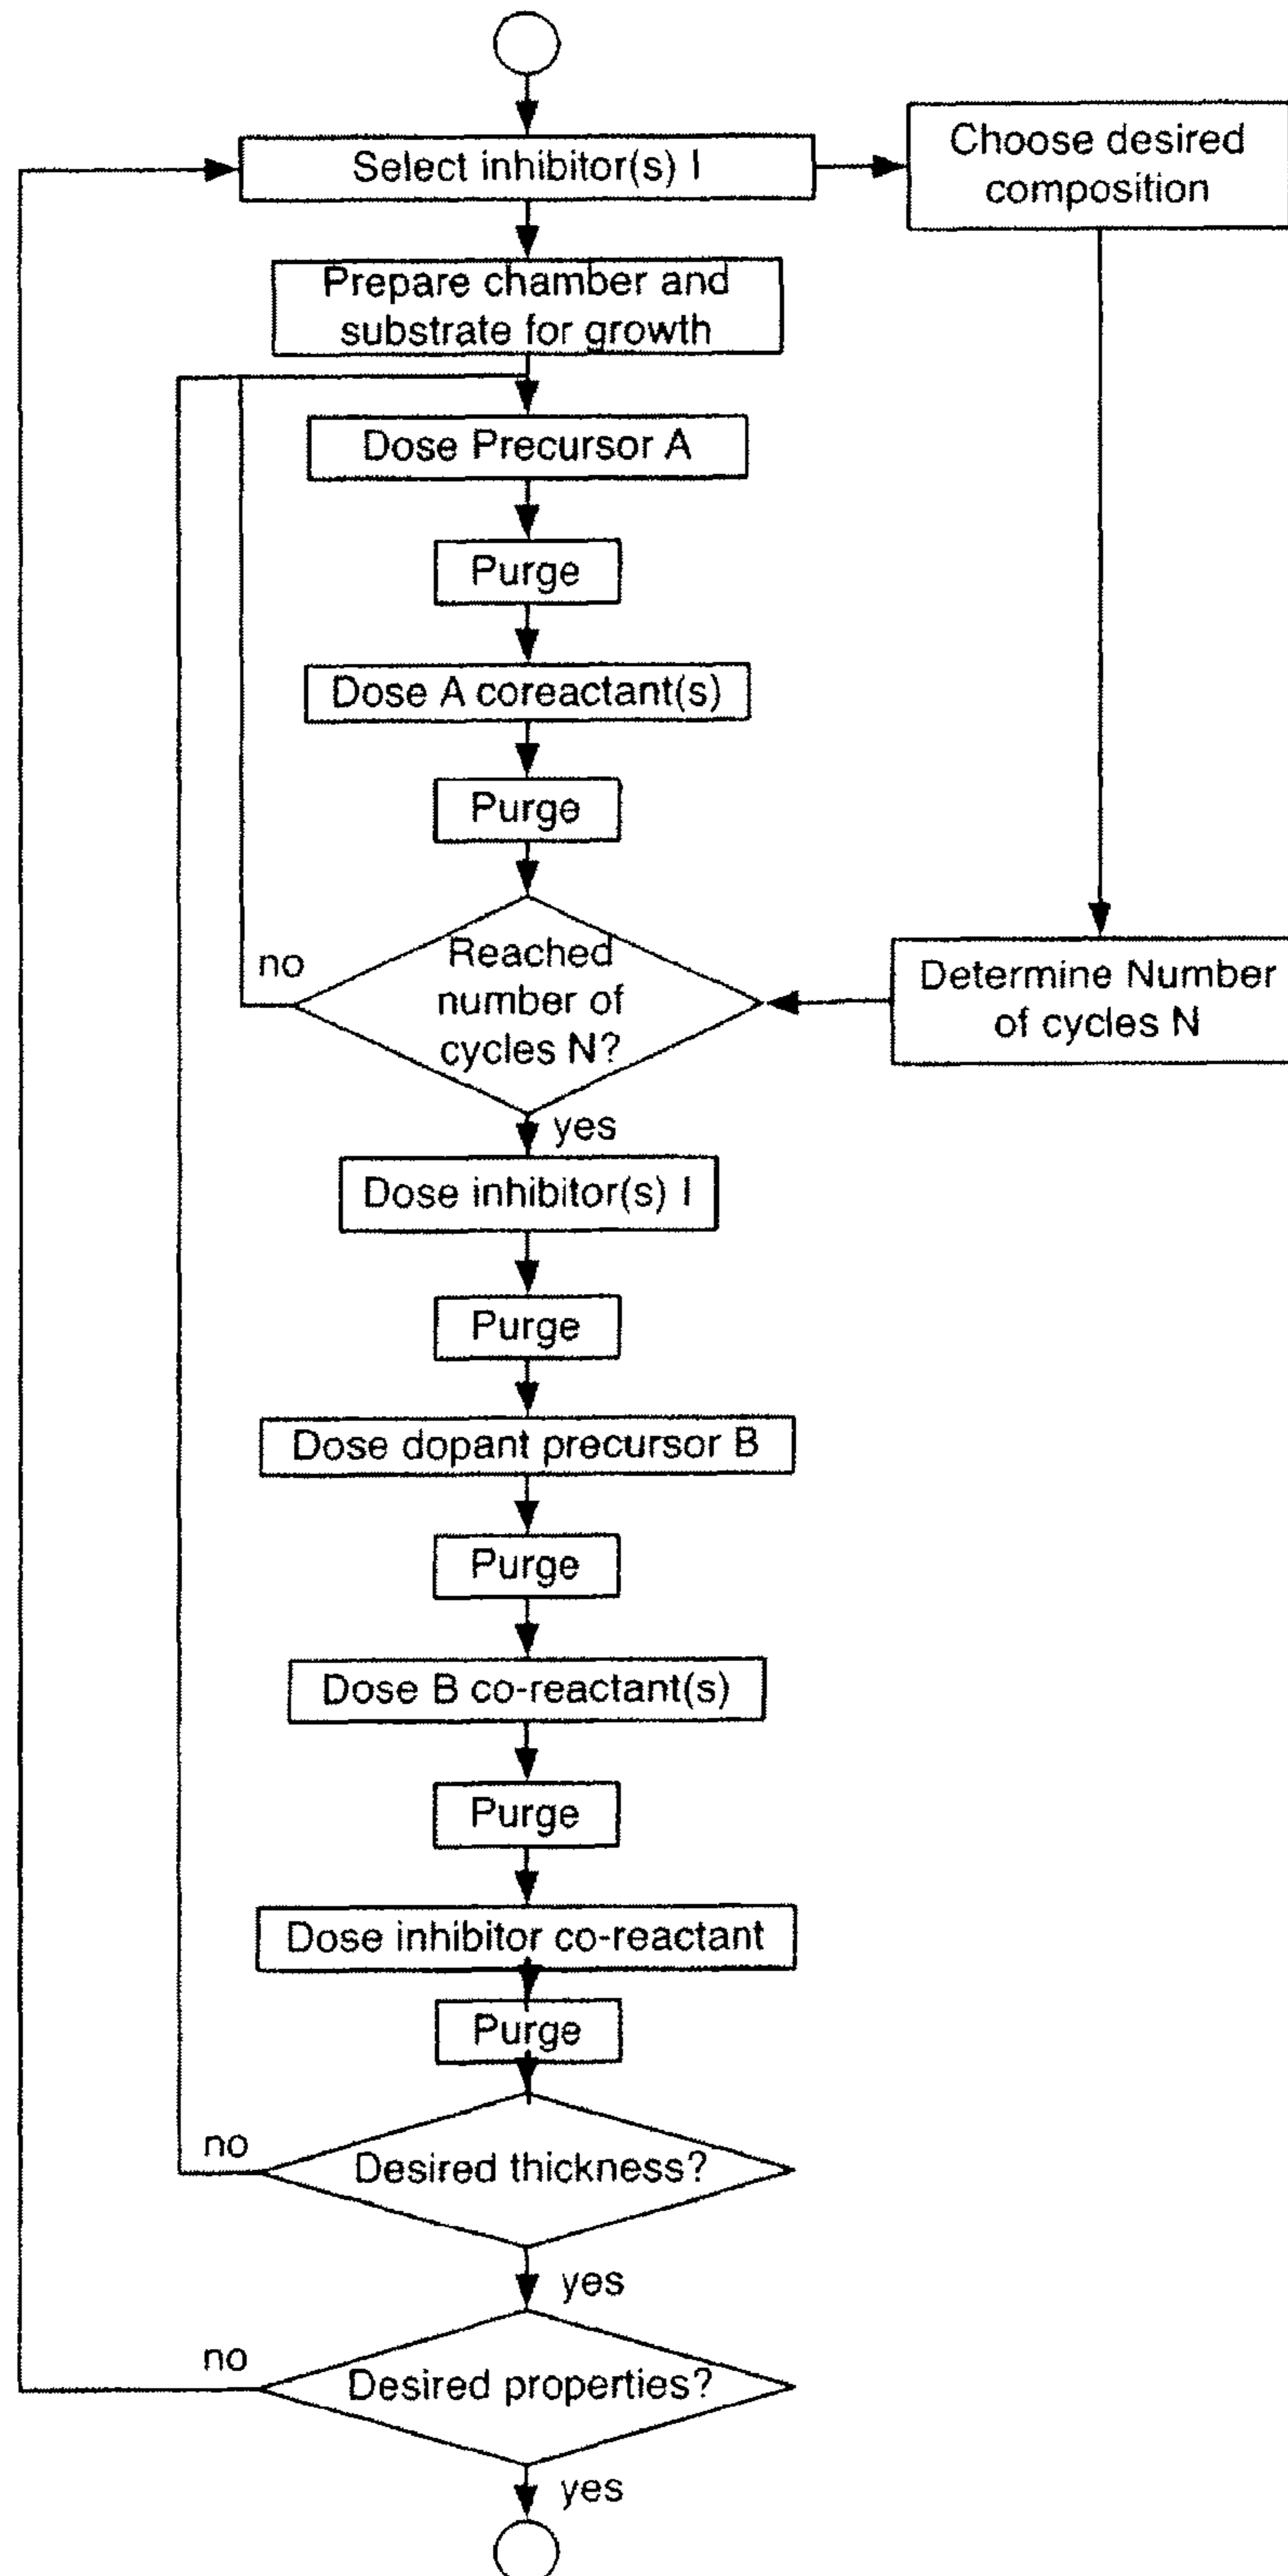 Select inhibitor(s) I
Choose desired
composition
Prepare chamber and
substrate for growth
Dose Precursor A
Purge
Dose A coreactant(s)
Purge
no
Reached
number of
cycles N?
Determine Number
of cycles N
yes
Dose inhibitor(s) I
Purge
Dose dopant precursor B
Purge
Dose B co-reactant(s)
Purge
Dose inhibitor co-reactant
Purge
no
Desired thickness?
yes
no
Desired properties?
yes